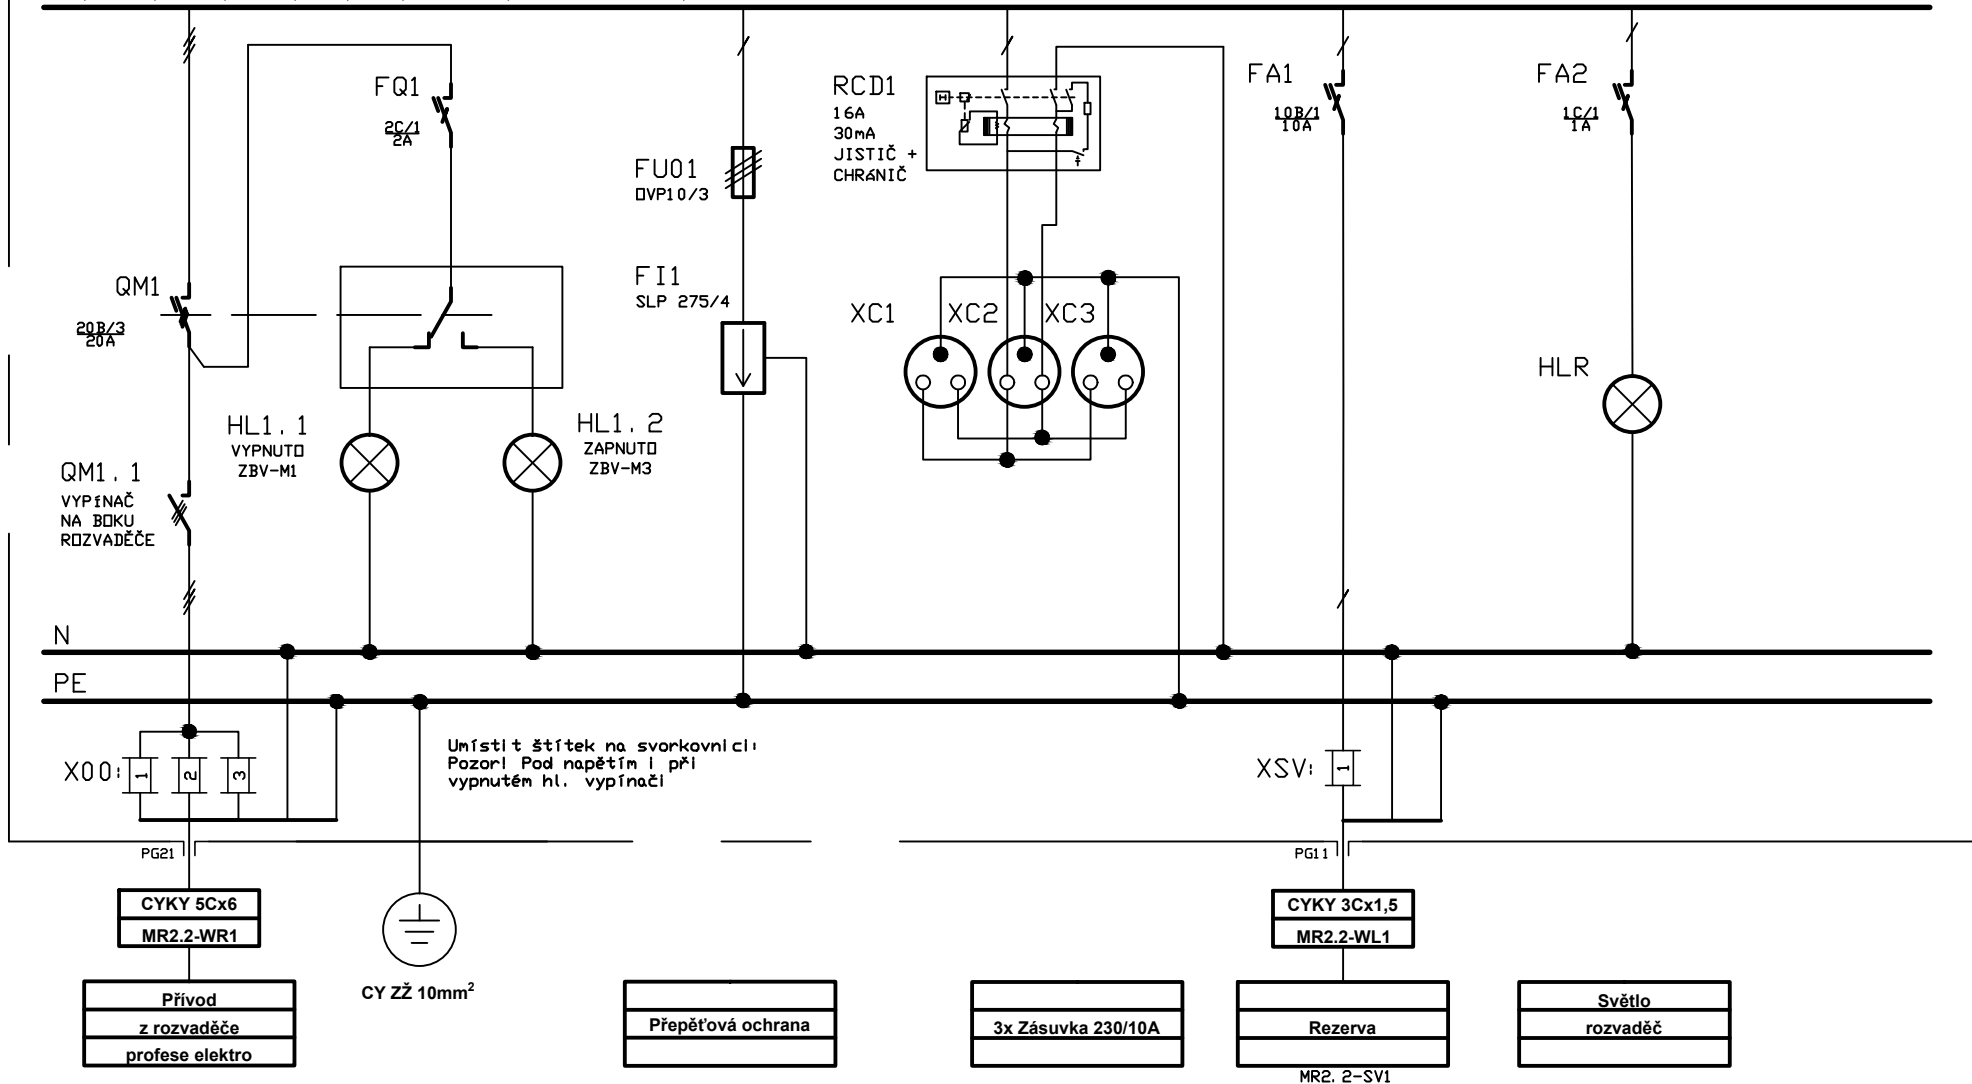 FQ1
2C/1
2A
QM1
20B/3
20A
HL1.1
VYPNUTO
ZBV-M1
HL1.2
ZAPNUTO
ZBV-M3
QM1.1
VYPÍNAČ
NA BOKU
ROZVADĚČE
FU01
OVP10/3
FI1
SLP 275/4
RCD1
16A
30mA
JISTIČ +
CHRÁNIČ
H
XC1
XC2
XC3
FA1
10B/1
10A
FA2
1C/1
1A
HLR
N
PE
X00:
1
2
3
Umístit štítek na svorkovnici:
Pozor! Pod napětím i při
vypnutém hl. vypínači
XSV:
1
PG21
PG11
CYKY 5Cx6
MR2.2-WR1
CY ZŽ 10mm²
CYKY 3Cx1,5
MR2.2-WL1
Přívod
z rozvaděče
profese elektro
Přepěťová ochrana
3x Zásuvka 230/10A
Rezerva
MR2.2-SV1
Světlo
rozvaděč